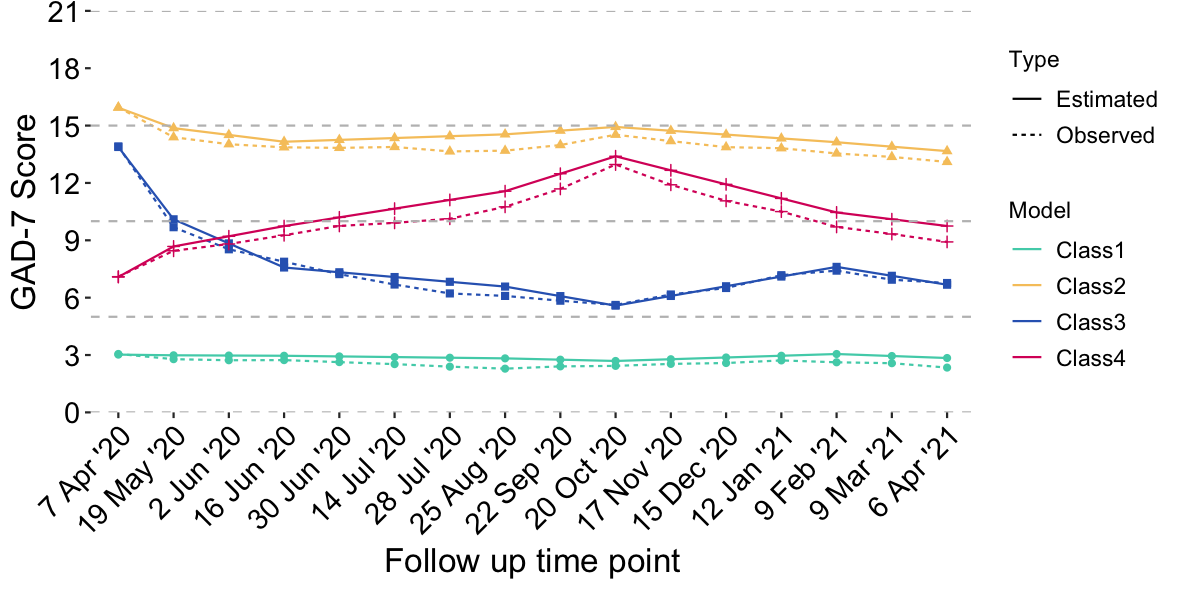 21
18
15
12
9
6
3
0
GAD-7 Score
7 Apr '20
19 May '20
2 Jun '20
16 Jun '20
30 Jun '20
14 Jul '20
28 Jul '20
25 Aug '20
22 Sep '20
20 Oct '20
17 Nov '20
15 Dec '20
12 Jan '21
9 Feb '21
9 Mar '21
6 Apr '21
Follow up time point
Type
Estimated
Observed
Model
Class1
Class2
Class3
Class4